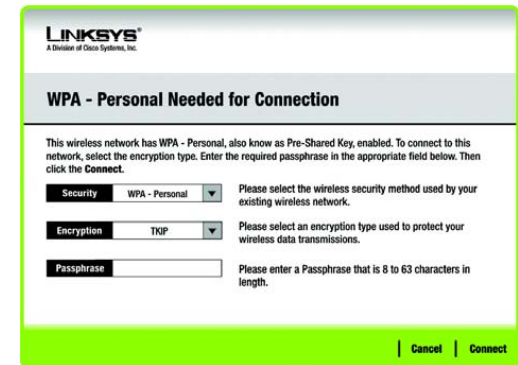 LINKSYS®
A Division of Cisco Systems, Inc.
WPA - Personal Needed for Connection
This wireless network has WPA - Personal, also know as Pre-Shared Key, enabled. To connect to this
network, select the encryption type. Enter the required passphrase in the appropriate field below. Then
click the Connect.
Security WPA - Personal Please select the wireless security method used by your
existing wireless network.
Encryption TKIP Please select an encryption type used to protect your
wireless data transmissions.
Passphrase Please enter a Passphrase that is 8 to 63 characters in
length.
Cancel Connect